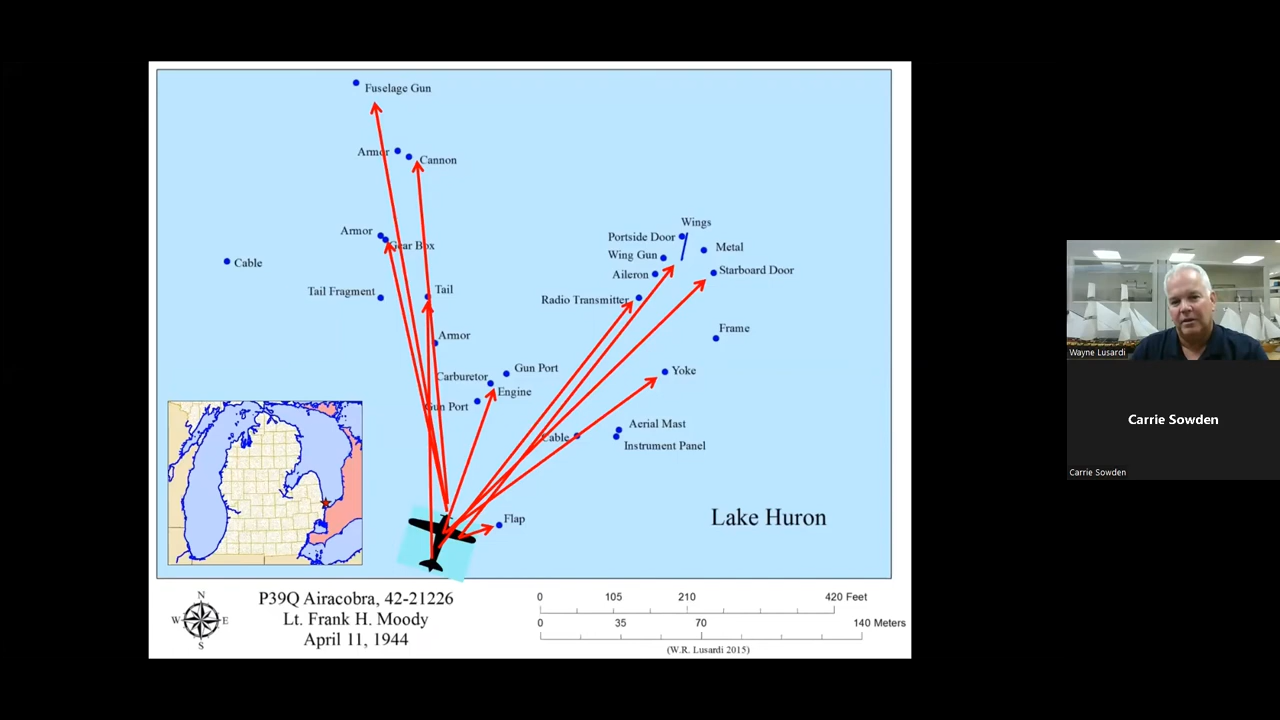 Fuselage Gun
Armor
Cannon
Wings
Armor
Portside Door
Gear Box
Metal
Wing Gun
Cable
Starboard Door
Aileron
Tail Fragment
Tail
Radio Transmitter
Armor
Frame
Gun Port
Yoke
Carburetor
Engine
Gun Port
Aerial Mast
Cable
Instrument Panel
Lake Huron
Flap
N
W E
S
P39Q Airacobra, 42-21226
Lt. Frank H. Moody
April 11, 1944
0 105 210 420 Feet
0 35 70 140 Meters
(W.R. Lusardi 2015)
Wayne Lusardi
Carrie Sowden
Carrie Sowden